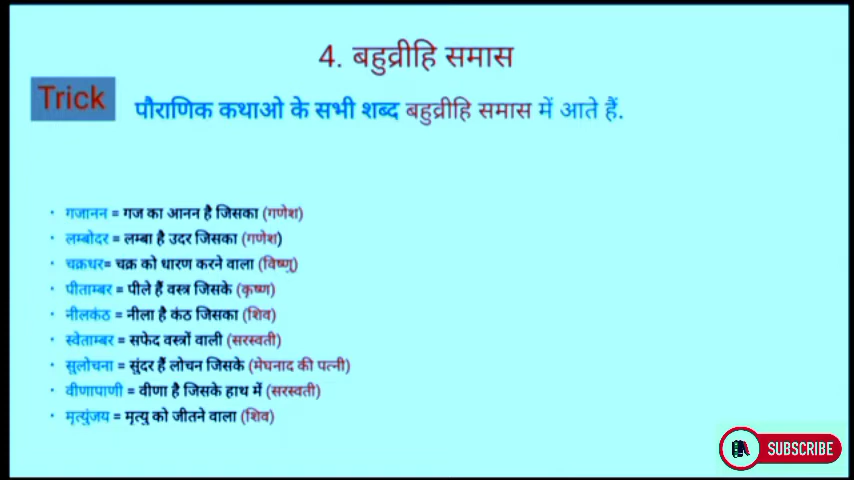 4. बहुव्रीहि समास
Trick
पौराणिक कथाओ के सभी शब्द बहुव्रीहि समास में आते हैं.
• गजानन = गज का आनन है जिसका (गणेश)
• लम्बोदर = लम्बा है उदर जिसका (गणेश)
• चक्रधर= चक्र को धारण करने वाला (विष्णु)
• पीताम्बर = पीले हैं वस्त्र जिसके (कृष्ण)
• नीलकंठ = नीला है कंठ जिसका (शिव)
• स्वेताम्बर = सफेद वस्त्रों वाली (सरस्वती)
• सुलोचना = सुंदर हैं लोचन जिसके (मेघनाद की पत्नी)
• वीणापाणी = वीणा है जिसके हाथ में (सरस्वती)
• मृत्युंजय = मृत्यु को जीतने वाला (शिव)
SUBSCRIBE